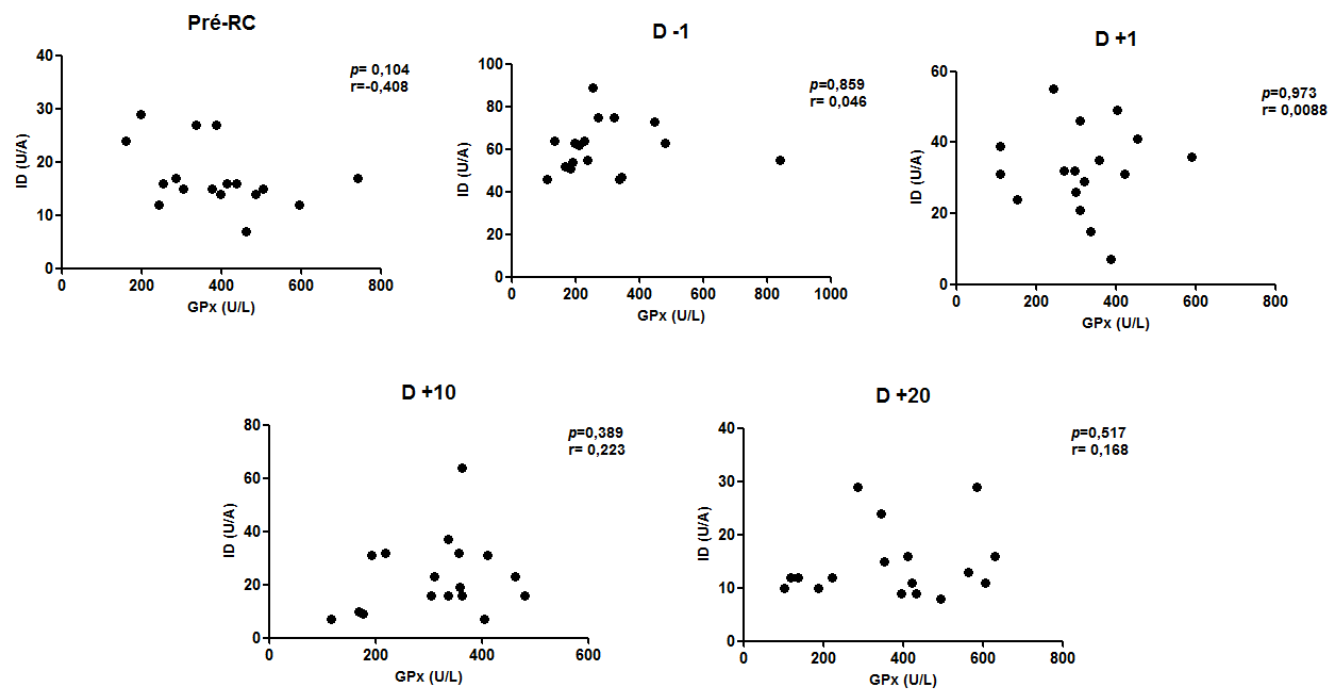 Pré-RC
p= 0,104
r=-0,408
40
30
20
10
0
ID (U/A)
0 200 400 600 800
GPx (U/L)
D -1
p=0,859
r= 0,046
100
80
60
40
20
0
ID (U/A)
0 200 400 600 800 1000
GPx (U/L)
D +1
p=0,973
r= 0,0088
60
40
20
0
ID (U/A)
0 200 400 600 800
GPx (U/L)
D +10
p=0,389
r= 0,223
80
60
40
20
0
ID (U/A)
0 200 400 600
GPx (U/L)
D +20
p=0,517
r= 0,168
40
30
20
10
0
ID (U/A)
0 200 400 600 800
GPx (U/L)